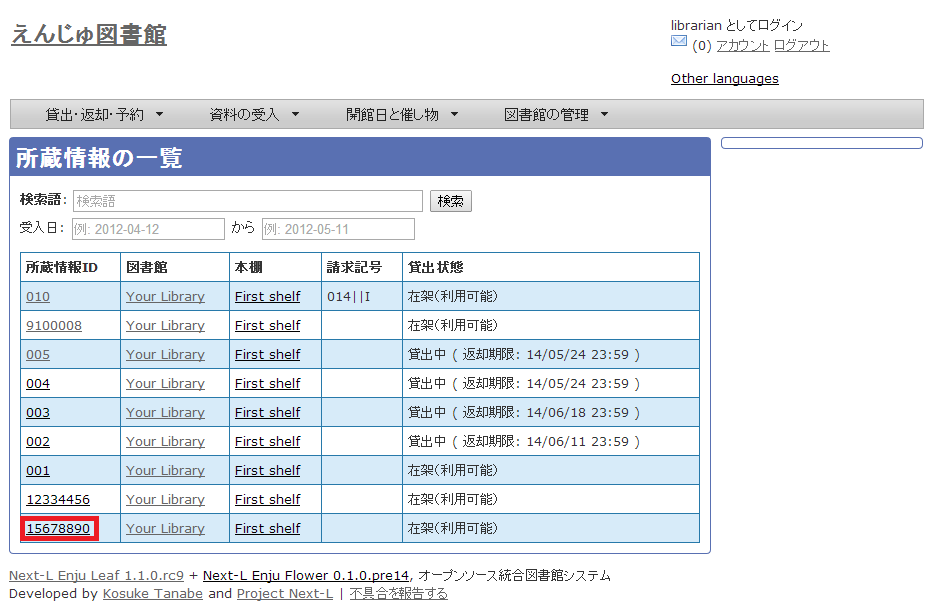 えんじゅ図書館
librarian としてログイン
(0) アカウント ログアウト
Other languages
貸出・返却・予約 ▼ 資料の受入 ▼ 開館日と催し物 ▼ 図書館の管理 ▼
所蔵情報の一覧
検索語: 検索語 検索
受入日: 例: 2012-04-12 から 例: 2012-05-11
所蔵情報ID 図書館 本棚 請求記号 貸出状態
010 Your Library First shelf 014||I 在架(利用可能)
9100008 Your Library First shelf 在架(利用可能)
005 Your Library First shelf 貸出中 ( 返却期限: 14/05/24 23:59 )
004 Your Library First shelf 貸出中 ( 返却期限: 14/05/24 23:59 )
003 Your Library First shelf 貸出中 ( 返却期限: 14/06/18 23:59 )
002 Your Library First shelf 貸出中 ( 返却期限: 14/06/11 23:59 )
001 Your Library First shelf 在架(利用可能)
12334456 Your Library First shelf 在架(利用可能)
15678890 Your Library First shelf 在架(利用可能)
Next-L Enju Leaf 1.1.0.rc9 + Next-L Enju Flower 0.1.0.pre14, オープンソース統合図書館システム
Developed by Kosuke Tanabe and Project Next-L | 不具合を報告する